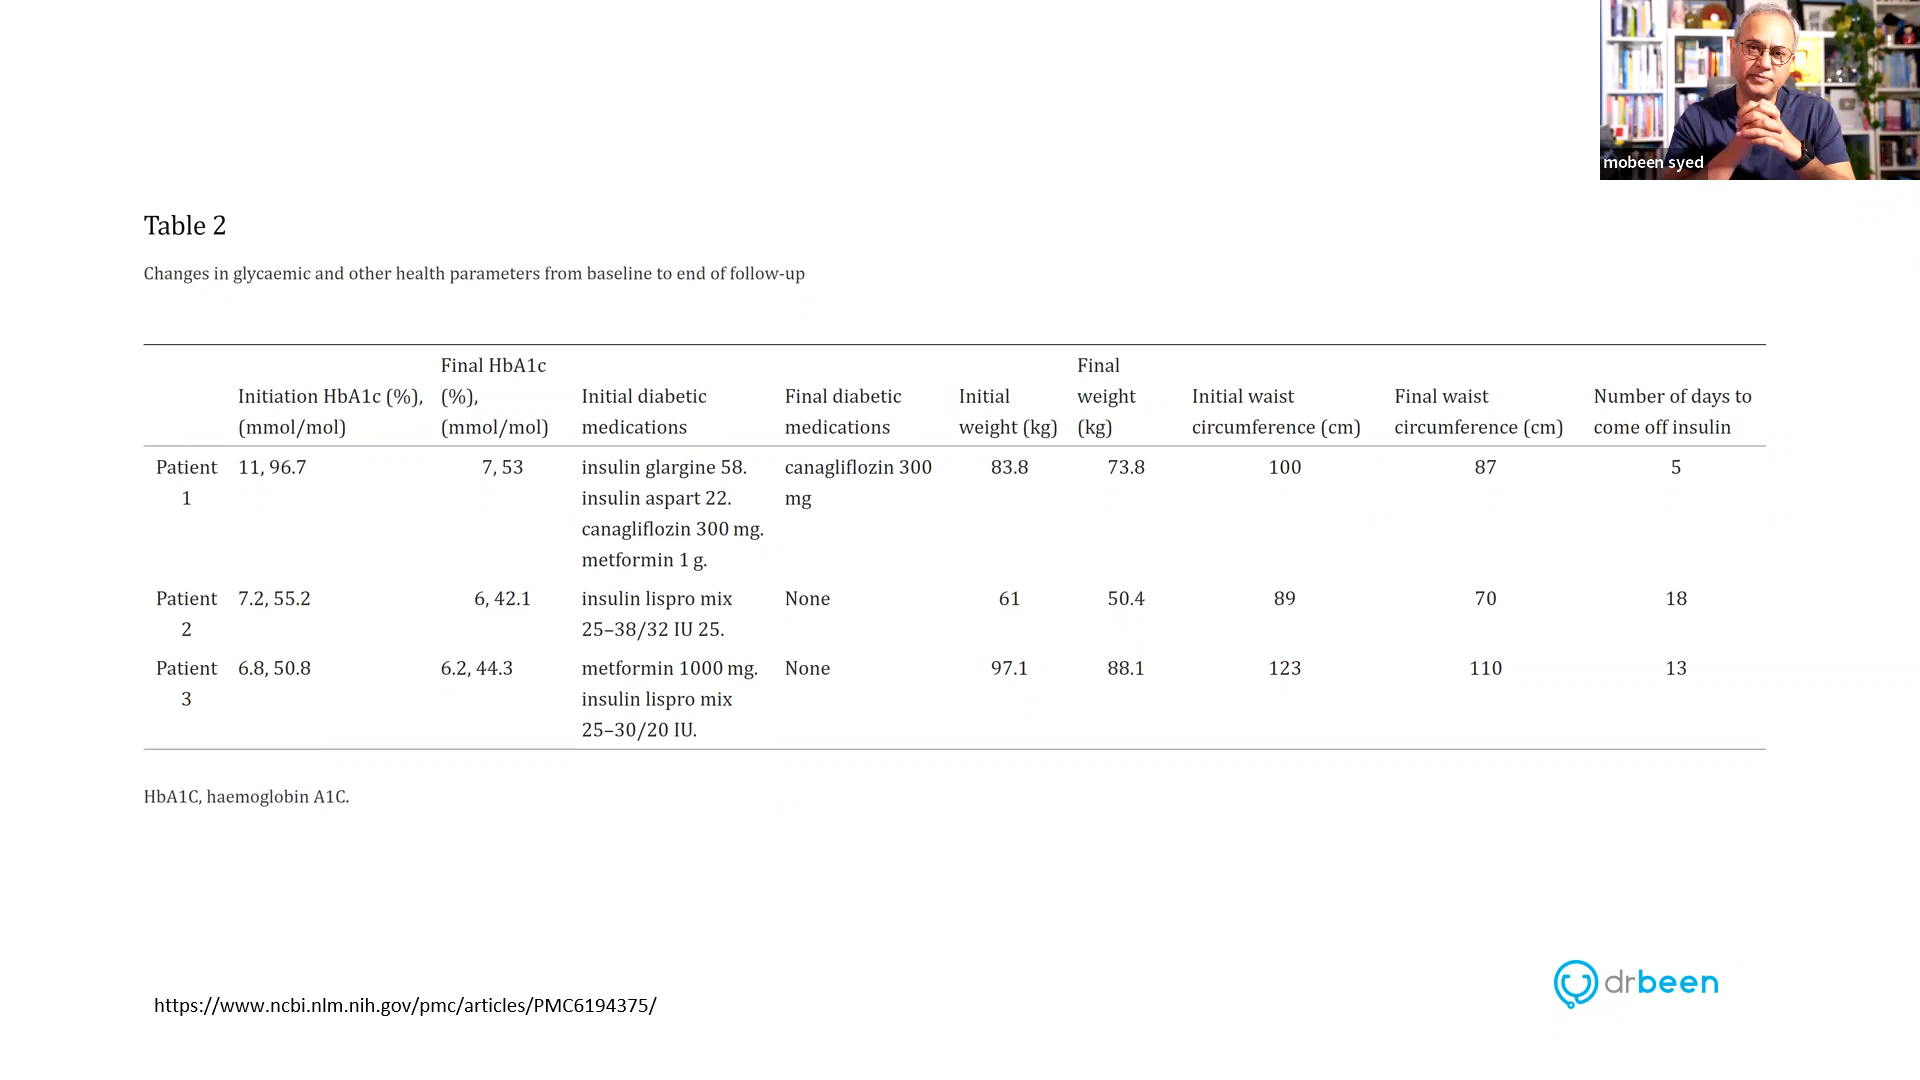 mobeen syed
Table 2
Changes in glycaemic and other health parameters from baseline to end of follow-up
Initiation HbA1c (%), (mmol/mol)
Final HbA1c (%), (mmol/mol)
Initial diabetic medications
Final diabetic medications
Initial weight (kg)
Final weight (kg)
Initial waist circumference (cm)
Final waist circumference (cm)
Number of days to come off insulin
Patient 1
11, 96.7
7, 53
insulin glargine 58.
insulin aspart 22.
canagliflozin 300 mg.
metformin 1 g.
canagliflozin 300 mg
83.8
73.8
100
87
5
Patient 2
7.2, 55.2
6, 42.1
insulin lispro mix
25–38/32 IU 25.
None
61
50.4
89
70
18
Patient 3
6.8, 50.8
6.2, 44.3
metformin 1000 mg.
insulin lispro mix
25–30/20 IU.
None
97.1
88.1
123
110
13
HbA1C, haemoglobin A1C.
drbeen
https://www.ncbi.nlm.nih.gov/pmc/articles/PMC6194375/